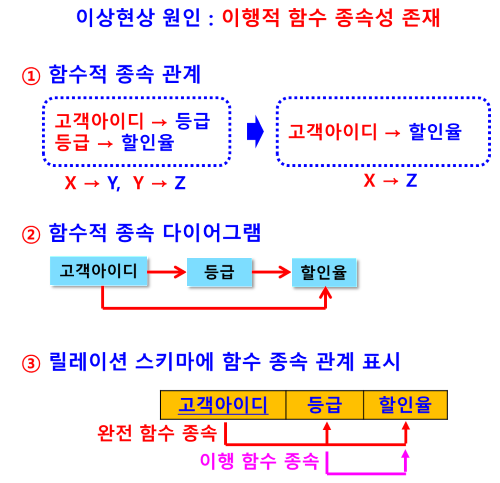 이상현상 원인 : 이행적 함수 종속성 존재
① 함수적 종속 관계
고객아이디 → 등급
등급 → 할인율
고객아이디 → 할인율
X → Y, Y → Z
X → Z
② 함수적 종속 다이어그램
고객아이디 등급 할인율
③ 릴레이션 스키마에 함수 종속 관계 표시
고객아이디 등급 할인율
완전 함수 종속
이행 함수 종속